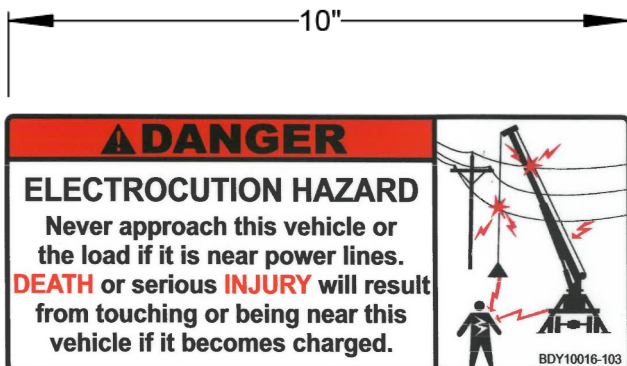 10"
DANGER
ELECTROCUTION HAZARD
Never approach this vehicle or
the load if it is near power lines.
DEATH or serious INJURY will result
from touching or being near this
vehicle if it becomes charged.
BDY10016-103